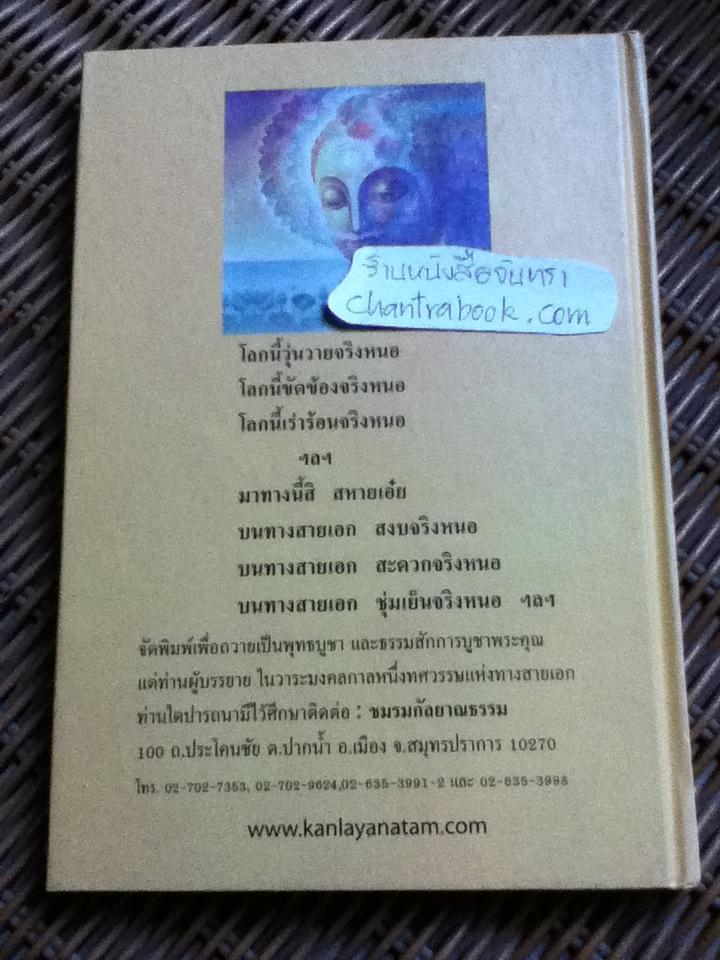 ร้านหนังสือจันทรา
chantrabook.com
โลกนี้วุ่นวายจริงหนอ
โลกนี้ขัดข้องจริงหนอ
โลกนี้เร่าร้อนจริงหนอ
ฯลฯ
มาทางนี้สิ สหายเอ๋ย
บนทางสายเอก สงบจริงหนอ
บนทางสายเอก สะดวกจริงหนอ
บนทางสายเอก ชุ่มเย็นจริงหนอ ฯลฯ
จัดพิมพ์เพื่อถวายเป็นพุทธบูชา และธรรมสักการบูชาพระคุณ
แด่ท่านผู้บรรยาย ในวาระมงคลกาลหนึ่งทศวรรษแห่งทางสายเอก
ท่านใดปรารถนามีไว้ศึกษาติดต่อ : ชมรมกัลยาณธรรม
100 ถ.ประโคนชัย ต.ปากน้ำ อ.เมือง จ.สมุทรปราการ 10270
โทร. 02-702-7353, 02-702-9624,02-635-3991-2 และ 02-635-3998
www.kanlayanatam.com